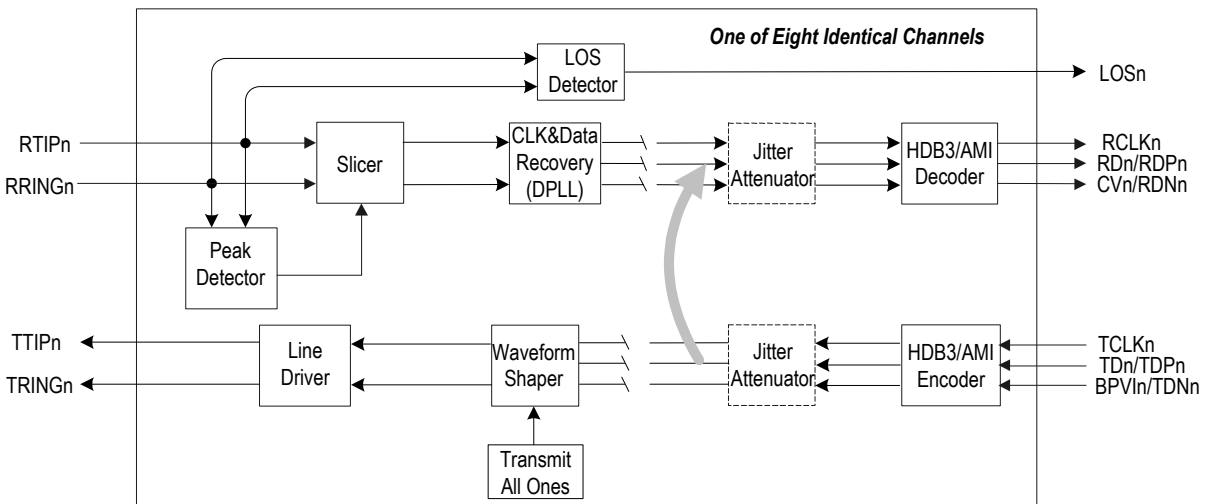 One of Eight Identical Channels
LOS
Detector
LOSn
RTIPn
RRINGn
Slicer
CLK&Data
Recovery
(DPLL)
Jitter
Attenuator
HDB3/AMI
Decoder
RCLKn
RDn/RDPn
CVn/RDNn
Peak
Detector
TTIPn
TRINGn
Line
Driver
Waveform
Shaper
Jitter
Attenuator
HDB3/AMI
Encoder
TCLKn
TDn/TDPn
BPVIn/TDNn
Transmit
All Ones